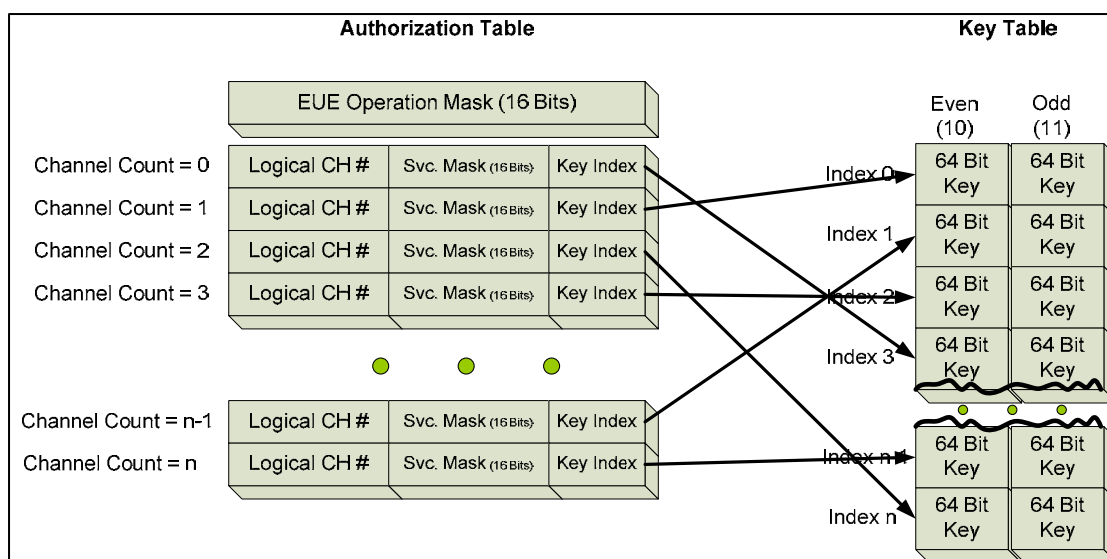 Authorization Table
Key Table
EUE Operation Mask (16 Bits)
Even
(10)
Odd
(11)
Channel Count = 0
Logical CH #
Svc. Mask (16 Bits)
Key Index
Channel Count = 1
Logical CH #
Svc. Mask (16 Bits)
Key Index
Channel Count = 2
Logical CH #
Svc. Mask (16 Bits)
Key Index
Channel Count = 3
Logical CH #
Svc. Mask (16 Bits)
Key Index
Channel Count = n-1
Logical CH #
Svc. Mask (16 Bits)
Key Index
Channel Count = n
Logical CH #
Svc. Mask (16 Bits)
Key Index
Index 0
64 Bit
Key
64 Bit
Key
Index 1
64 Bit
Key
64 Bit
Key
Index 2
64 Bit
Key
64 Bit
Key
Index 3
64 Bit
Key
64 Bit
Key
Index n-1
64 Bit
Key
64 Bit
Key
Index n
64 Bit
Key
64 Bit
Key